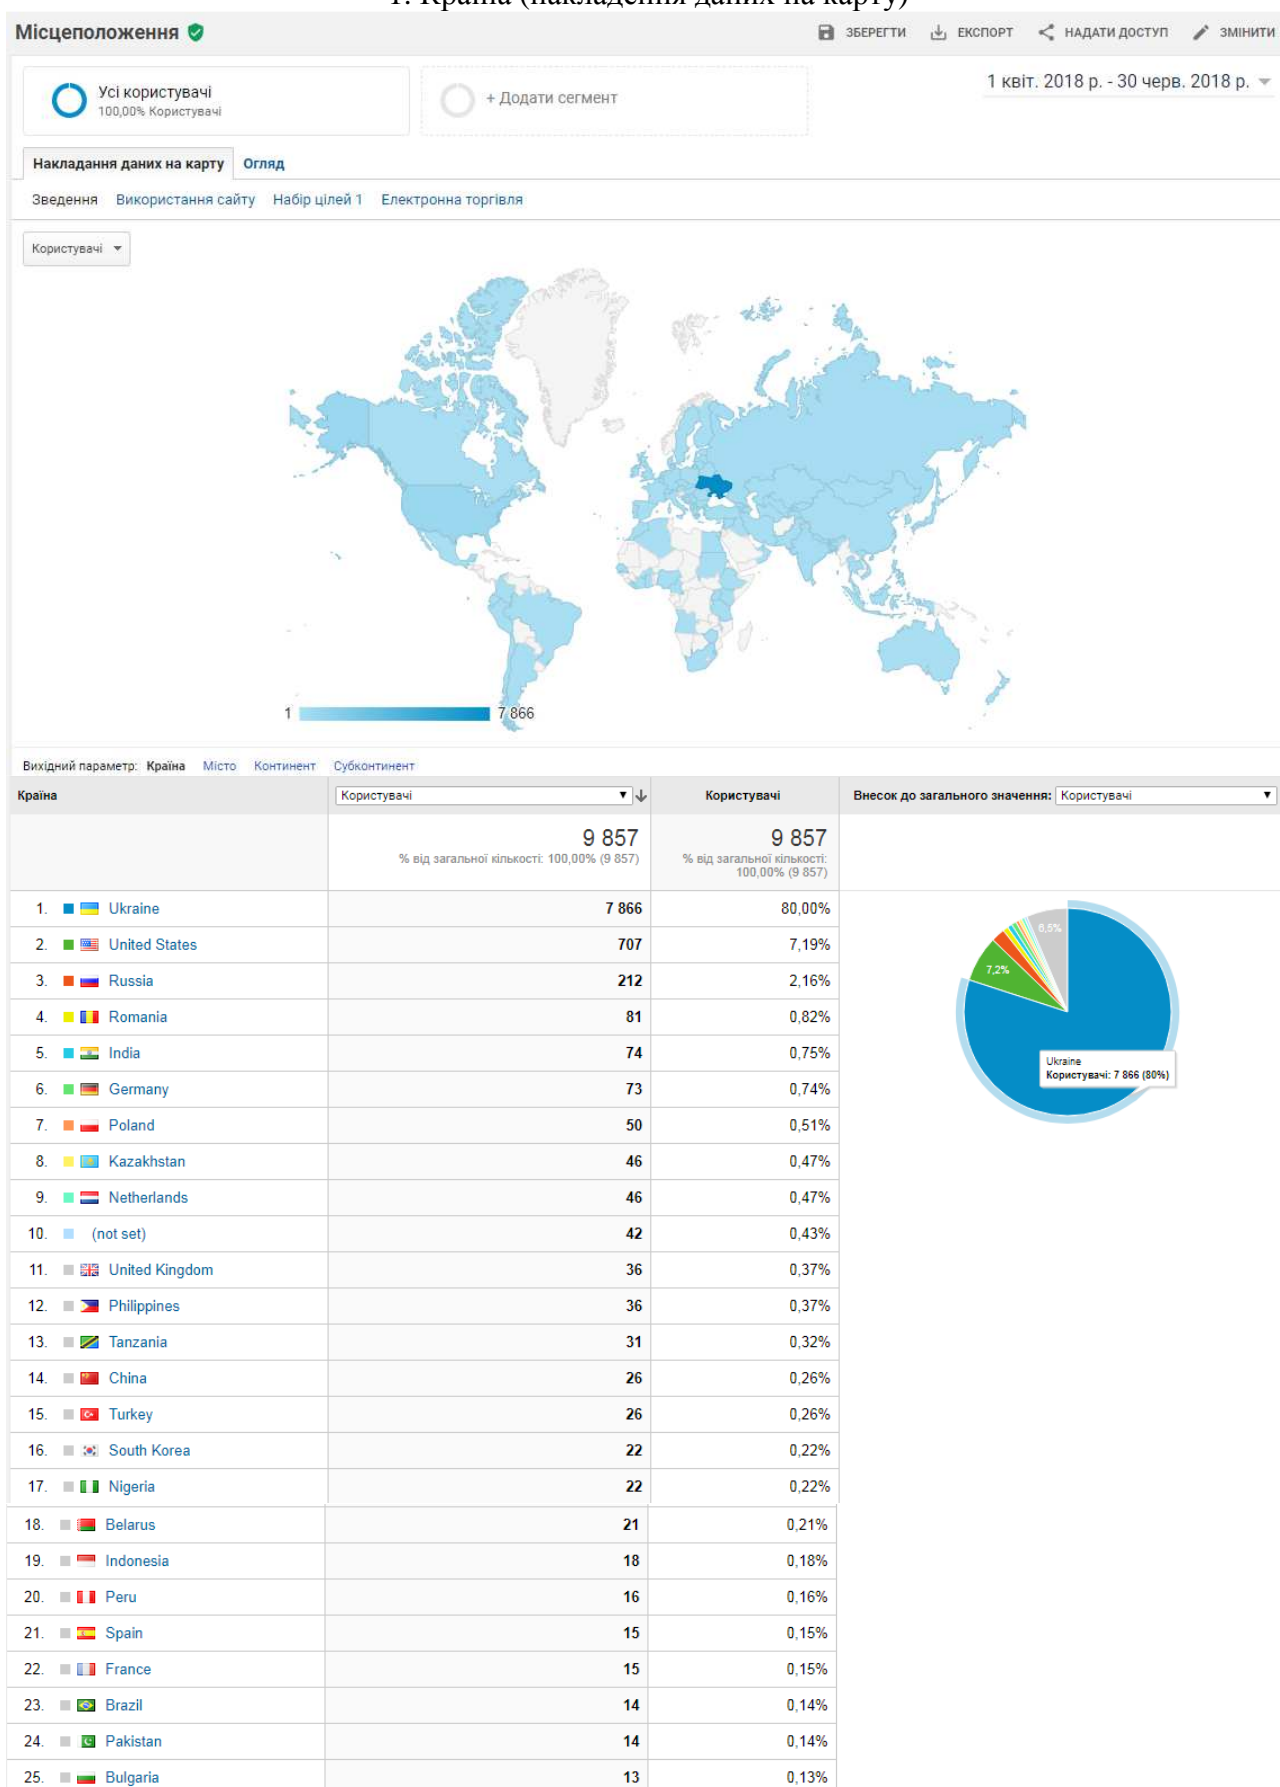 1. Країна (накладення даних на карту)
Місцеположення
ЗБЕРЕГТИ ЕКСПОРТ НАДАТИ ДОСТУП ЗМІНИТИ
Усі користувачі
100,00% Користувачі
+ Додати сегмент
1 квіт. 2018 р. - 30 черв. 2018 р.
Накладання даних на карту Огляд
Зведення Використання сайту Набір цілей 1 Електронна торгівля
Користувачі
1 7 866
Вихідний параметр: Країна Місто Континент Субконтинент
Країна Користувачі Користувачі Внесок до загального значення: Користувачі
9 857 9 857
% від загальної кількості: 100,00% (9 857) % від загальної кількості:
100,00% (9 857)
1. Ukraine 7 866 80,00%
2. United States 707 7,19%
3. Russia 212 2,16%
4. Romania 81 0,82%
5. India 74 0,75%
6. Germany 73 0,74%
7. Poland 50 0,51%
8. Kazakhstan 46 0,47%
9. Netherlands 46 0,47%
10. (not set) 42 0,43%
11. United Kingdom 36 0,37%
12. Philippines 36 0,37%
13. Tanzania 31 0,32%
14. China 26 0,26%
15. Turkey 26 0,26%
16. South Korea 22 0,22%
17. Nigeria 22 0,22%
18. Belarus 21 0,21%
19. Indonesia 18 0,18%
20. Peru 16 0,16%
21. Spain 15 0,15%
22. France 15 0,15%
23. Brazil 14 0,14%
24. Pakistan 14 0,14%
25. Bulgaria 13 0,13%
6,5%
7,2%
Ukraine
Користувачі: 7 866 (80%)